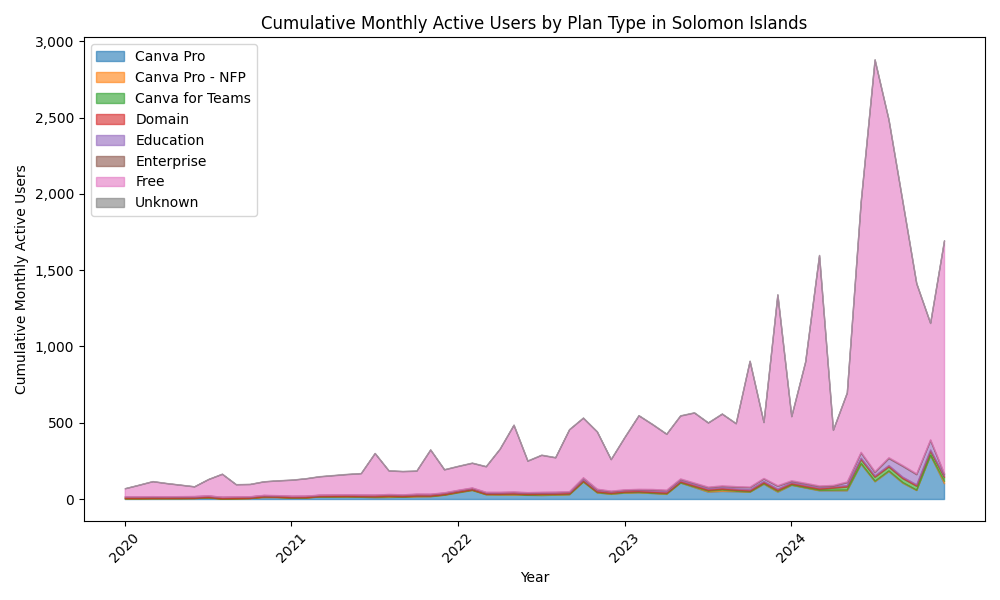 Cumulative Monthly Active Users by Plan Type in Solomon Islands
Cumulative Monthly Active Users
3,000
2,500
2,000
1,500
1,000
500
0
Canva Pro
Canva Pro - NFP
Canva for Teams
Domain
Education
Enterprise
Free
Unknown
2020
2021
2022
2023
2024
Year